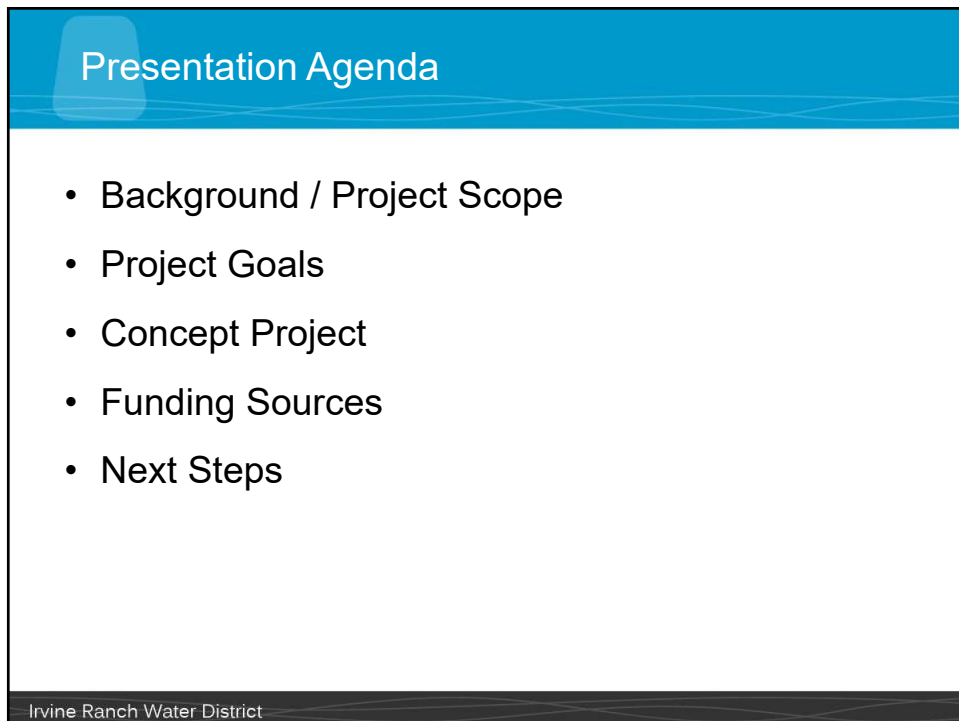 Presentation Agenda
• Background / Project Scope
• Project Goals
• Concept Project
• Funding Sources
• Next Steps
Irvine Ranch Water District